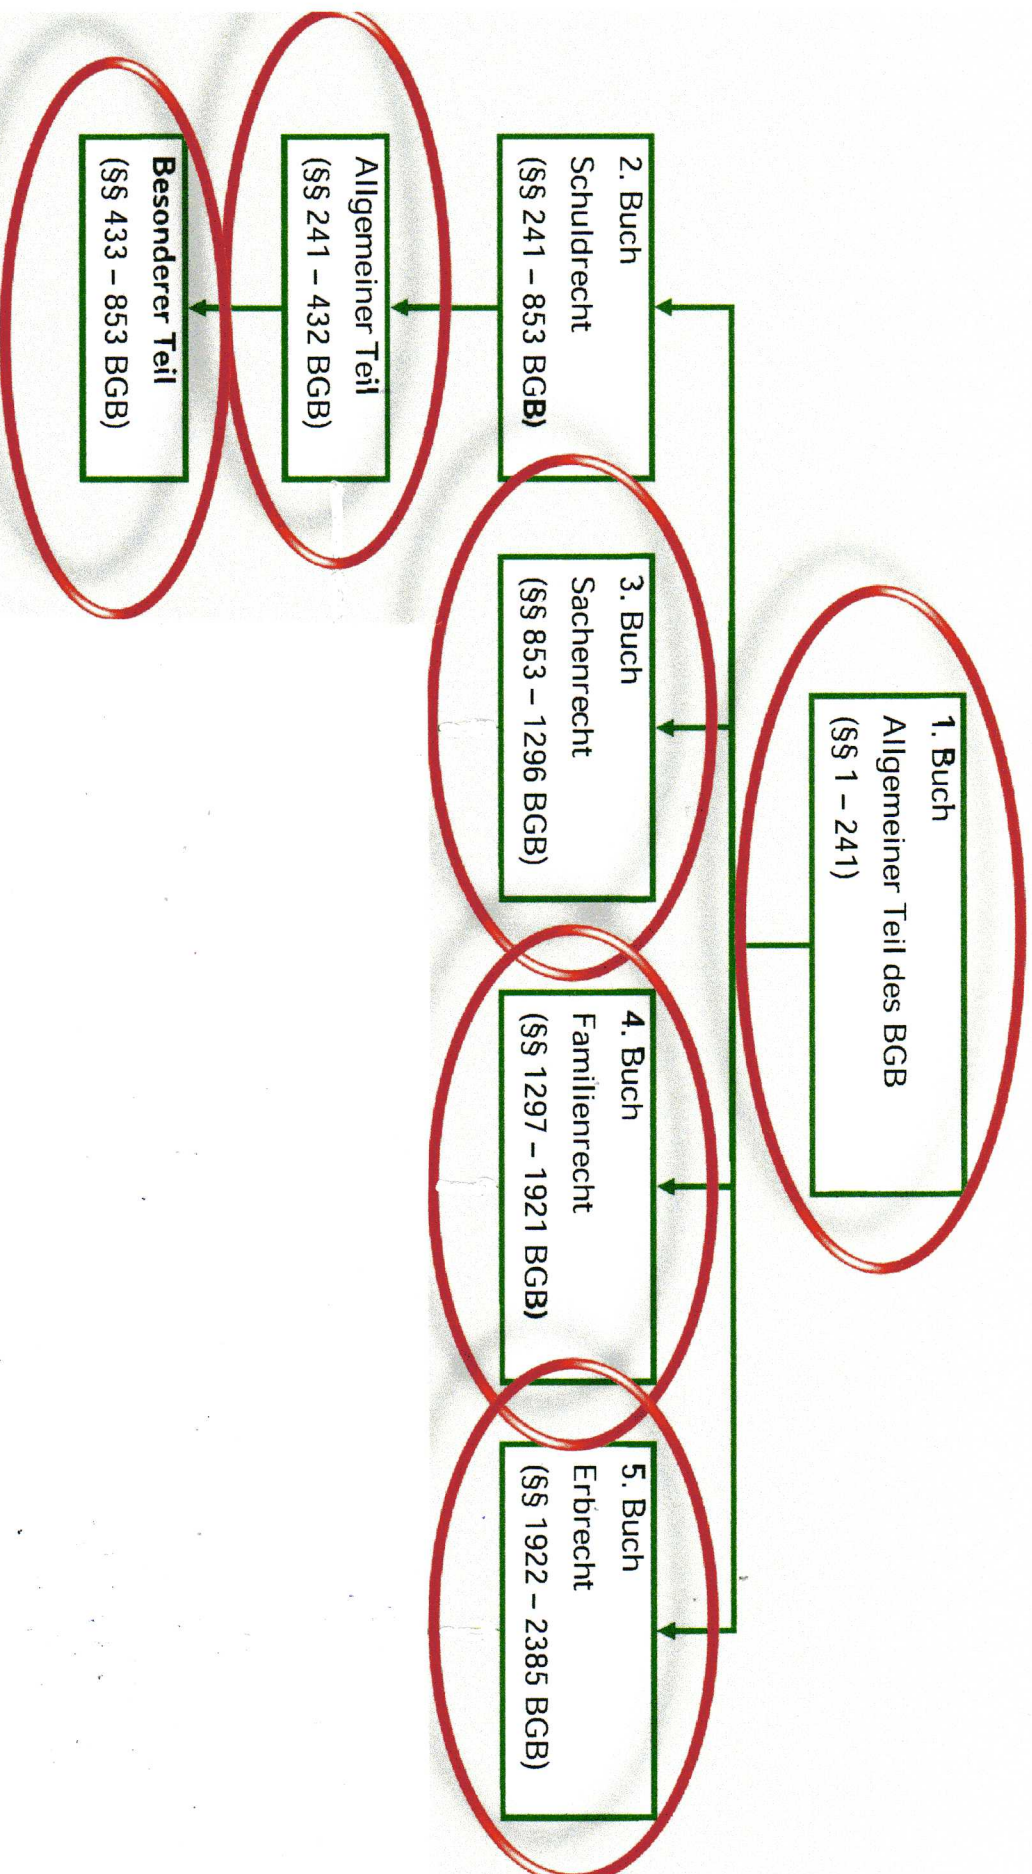 1. Buch
Allgemeiner Teil des BGB
(§§ 1 – 241)
2. Buch
Schuldrecht
(§§ 241 – 853 BGB)
3. Buch
Sachenrecht
(§§ 853 – 1296 BGB)
4. Buch
Familienrecht
(§§ 1297 – 1921 BGB)
5. Buch
Erbrecht
(§§ 1922 – 2385 BGB)
Allgemeiner Teil
(§§ 241 – 432 BGB)
Besonderer Teil
(§§ 433 – 853 BGB)